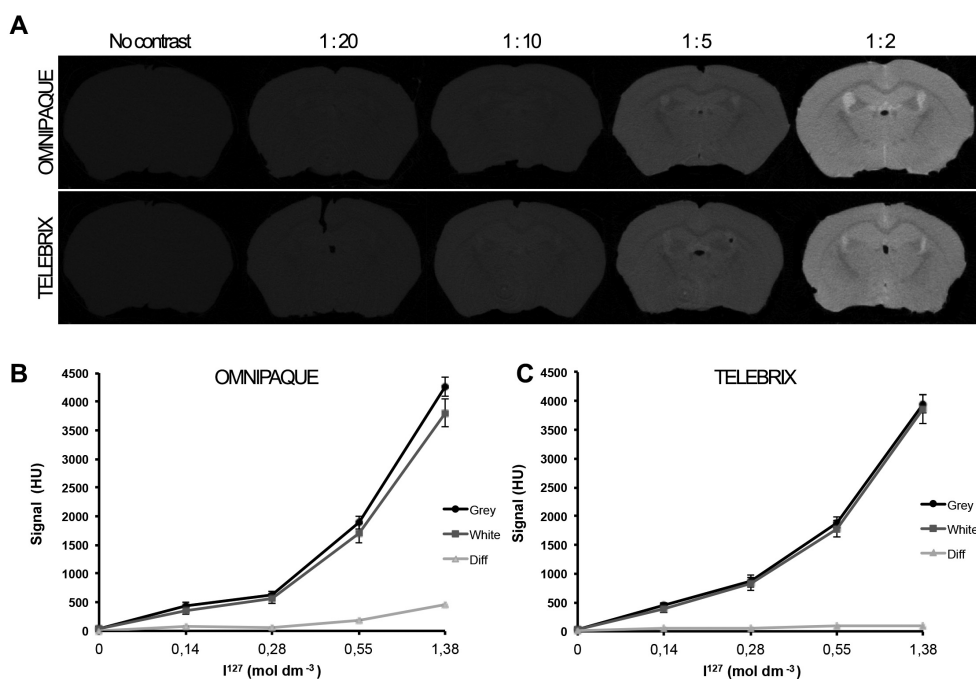 A
No contrast 1:20 1:10 1:5 1:2
OMNIPAQUE
TELEBRIX
B
OMNIPAQUE
4500
4000
3500
3000
2500
2000
1500
1000
500
0
Signal (HU)
Grey
White
Diff
0 0,14 0,28 0,55 1,38
I¹²⁷ (mol dm⁻³)
C
TELEBRIX
4500
4000
3500
3000
2500
2000
1500
1000
500
0
Signal (HU)
Grey
White
Diff
0 0,14 0,28 0,55 1,38
I¹²⁷ (mol dm⁻³)